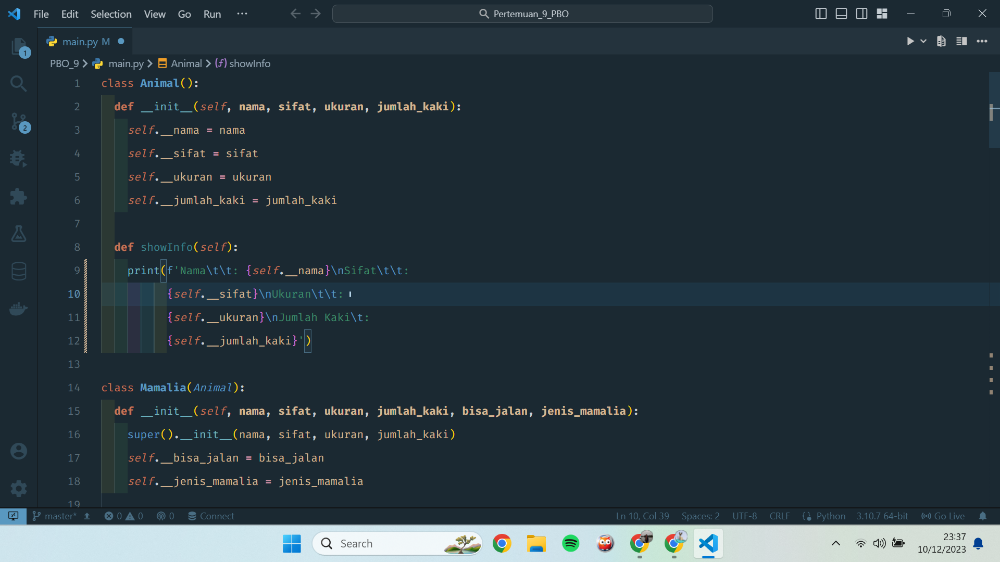 File Edit Selection View Go Run ··· Pertemuan_9_PBO
main.py M
PBO_9 > main.py > Animal > showInfo
1 class Animal():
2 def __init__(self, nama, sifat, ukuran, jumlah_kaki):
3 self.__nama = nama
4 self.__sifat = sifat
5 self.__ukuran = ukuran
6 self.__jumlah_kaki = jumlah_kaki
7
8 def showInfo(self):
9 print(f'Nama\t\t: {self.__nama}\nSifat\t\t:
10 {self.__sifat}\nUkuran\t\t:
11 {self.__ukuran}\nJumlah Kaki\t:
12 {self.__jumlah_kaki}')
13
14 class Mamalia(Animal):
15 def __init__(self, nama, sifat, ukuran, jumlah_kaki, bisa_jalan, jenis_mamalia):
16 super().__init__(nama, sifat, ukuran, jumlah_kaki)
17 self.__bisa_jalan = bisa_jalan
18 self.__jenis_mamalia = jenis_mamalia
19
1
2
master* 0 0 0 Connect Ln 10, Col 39 Spaces: 2 UTF-8 CRLF Python 3.10.7 64-bit Go Live
Search
23:37
10/12/2023